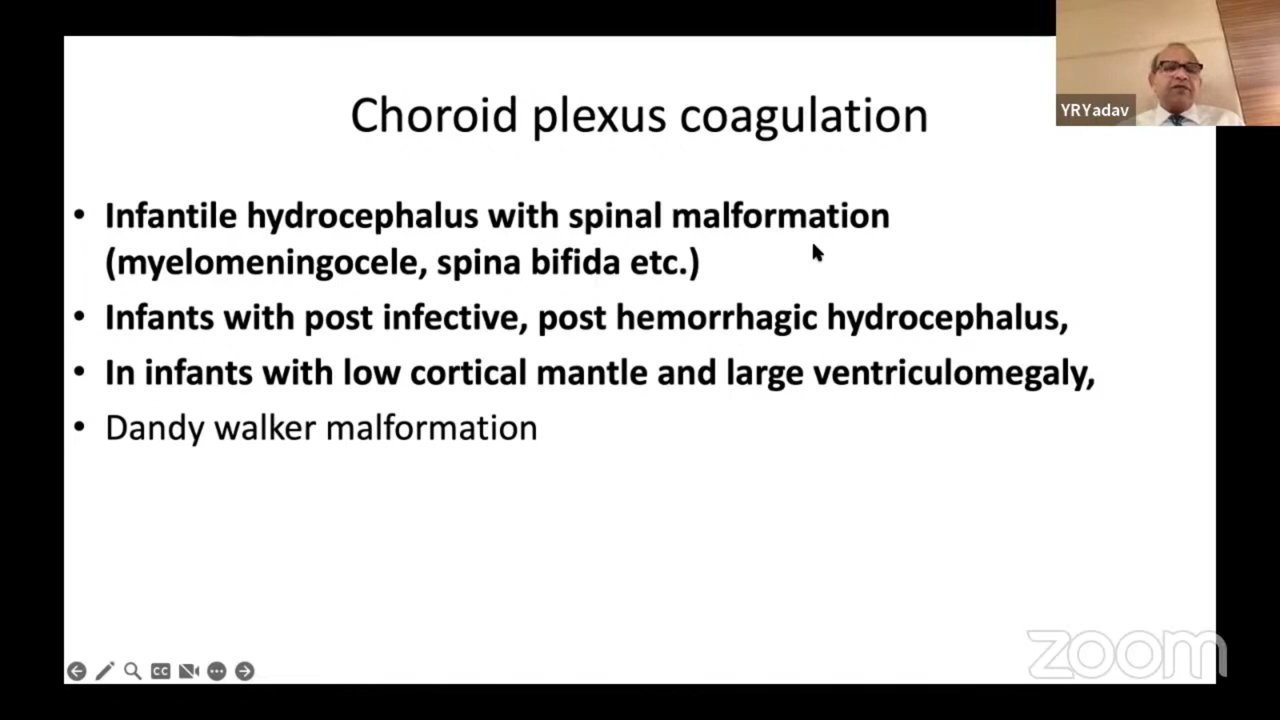 YRYadav
Choroid plexus coagulation
• Infantile hydrocephalus with spinal malformation
(myelomeningocele, spina bifida etc.)
• Infants with post infective, post hemorrhagic hydrocephalus,
• In infants with low cortical mantle and large ventriculomegaly,
• Dandy walker malformation
CC
zoom